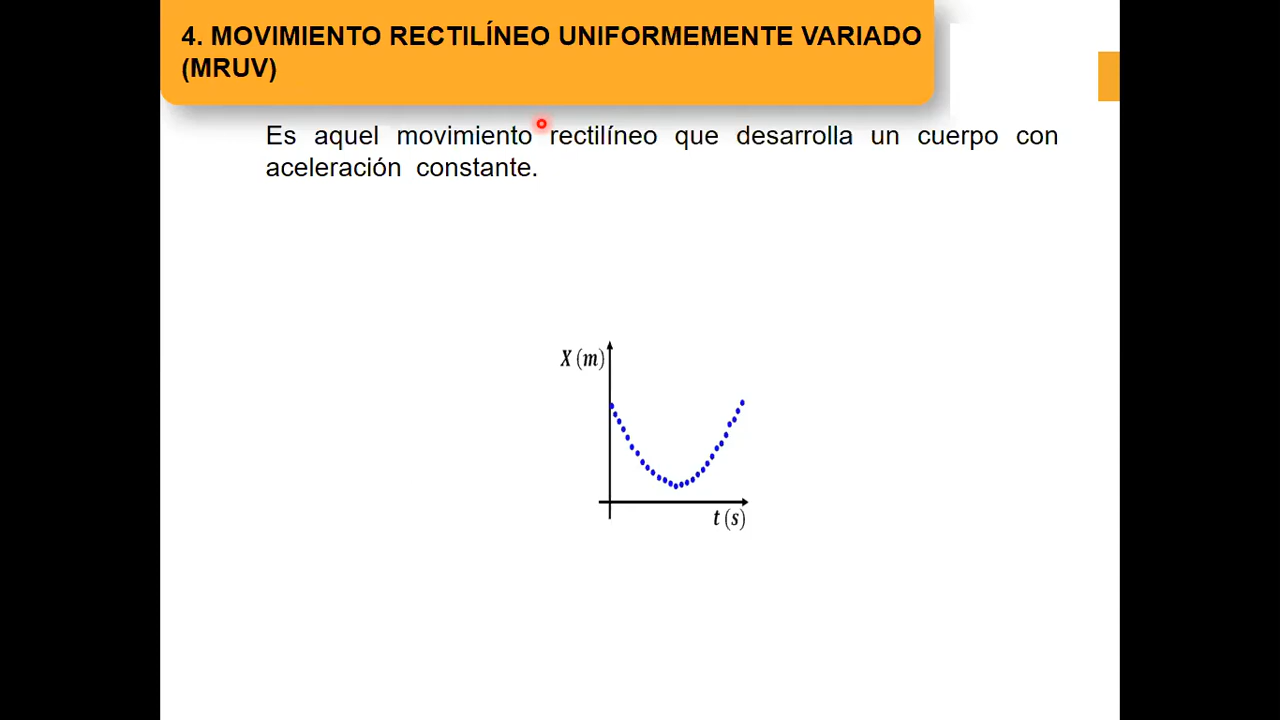 4. MOVIMIENTO RECTILÍNEO UNIFORMEMENTE VARIADO
(MRUV)
Es aquel movimiento rectilíneo que desarrolla un cuerpo con
aceleración constante.
X (m)
t (s)